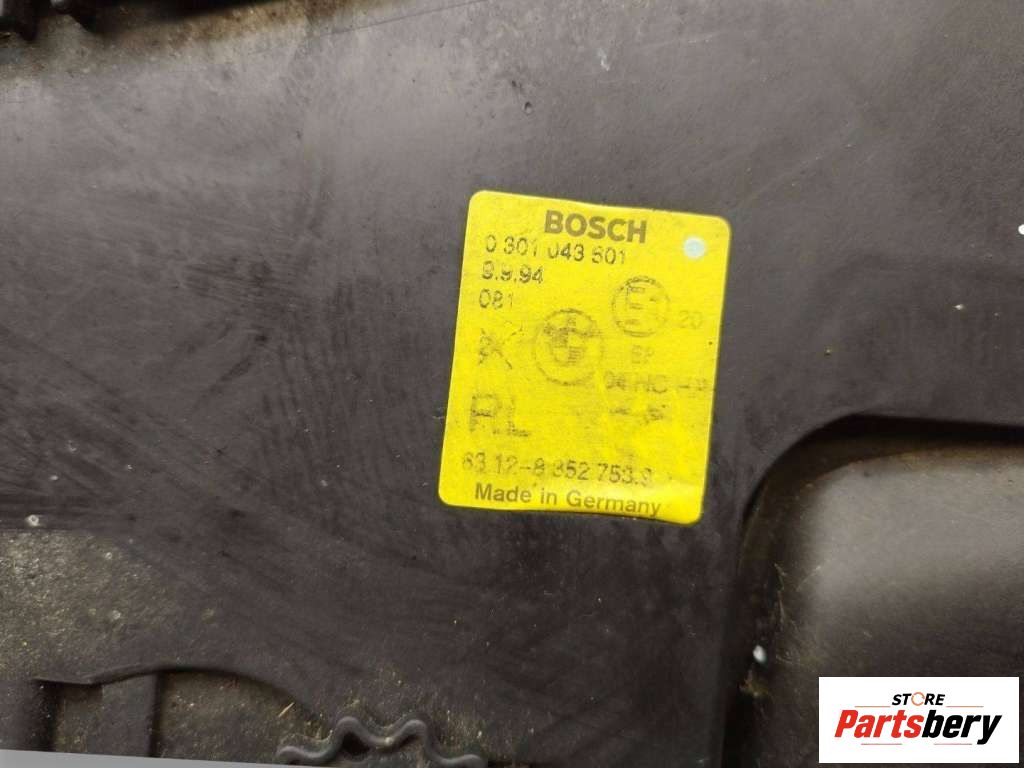 BOSCH
0 301 043 601
9.9.94
081
20
RL
63.12-8 352 753.9
Made in Germany
STORE
Partsbery